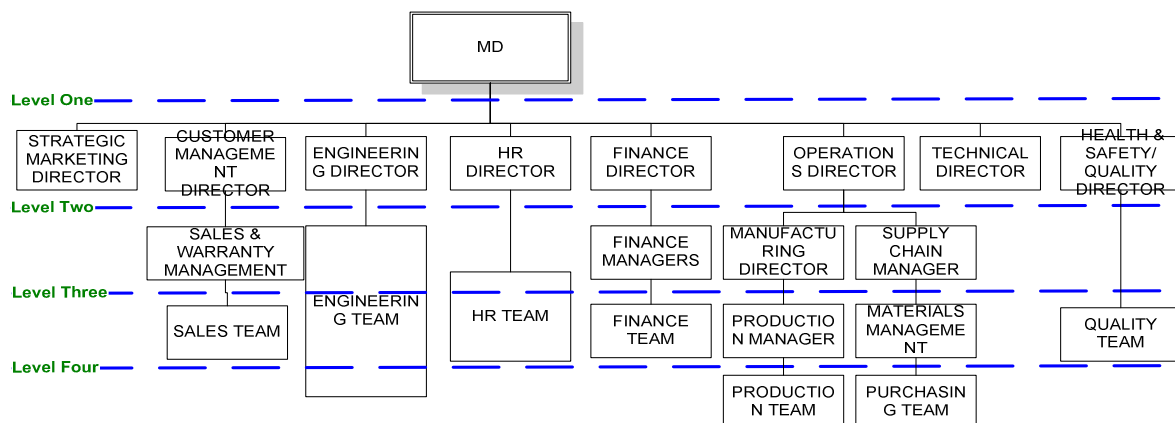 MD
Level One
STRATEGIC
MARKETING
DIRECTOR
CUSTOMER
MANAGEME
NT
DIRECTOR
ENGINEERIN
G DIRECTOR
HR
DIRECTOR
FINANCE
DIRECTOR
OPERATION
S DIRECTOR
TECHNICAL
DIRECTOR
HEALTH &
SAFETY/
QUALITY
DIRECTOR
Level Two
SALES &
WARRANTY
MANAGEMENT
FINANCE
MANAGERS
MANUFACTU
RING
DIRECTOR
SUPPLY
CHAIN
MANAGER
Level Three
SALES TEAM
ENGINEERIN
G TEAM
HR TEAM
FINANCE
TEAM
PRODUCTIO
N MANAGER
MATERIALS
MANAGEME
NT
QUALITY
TEAM
Level Four
PRODUCTIO
N TEAM
PURCHASIN
G TEAM